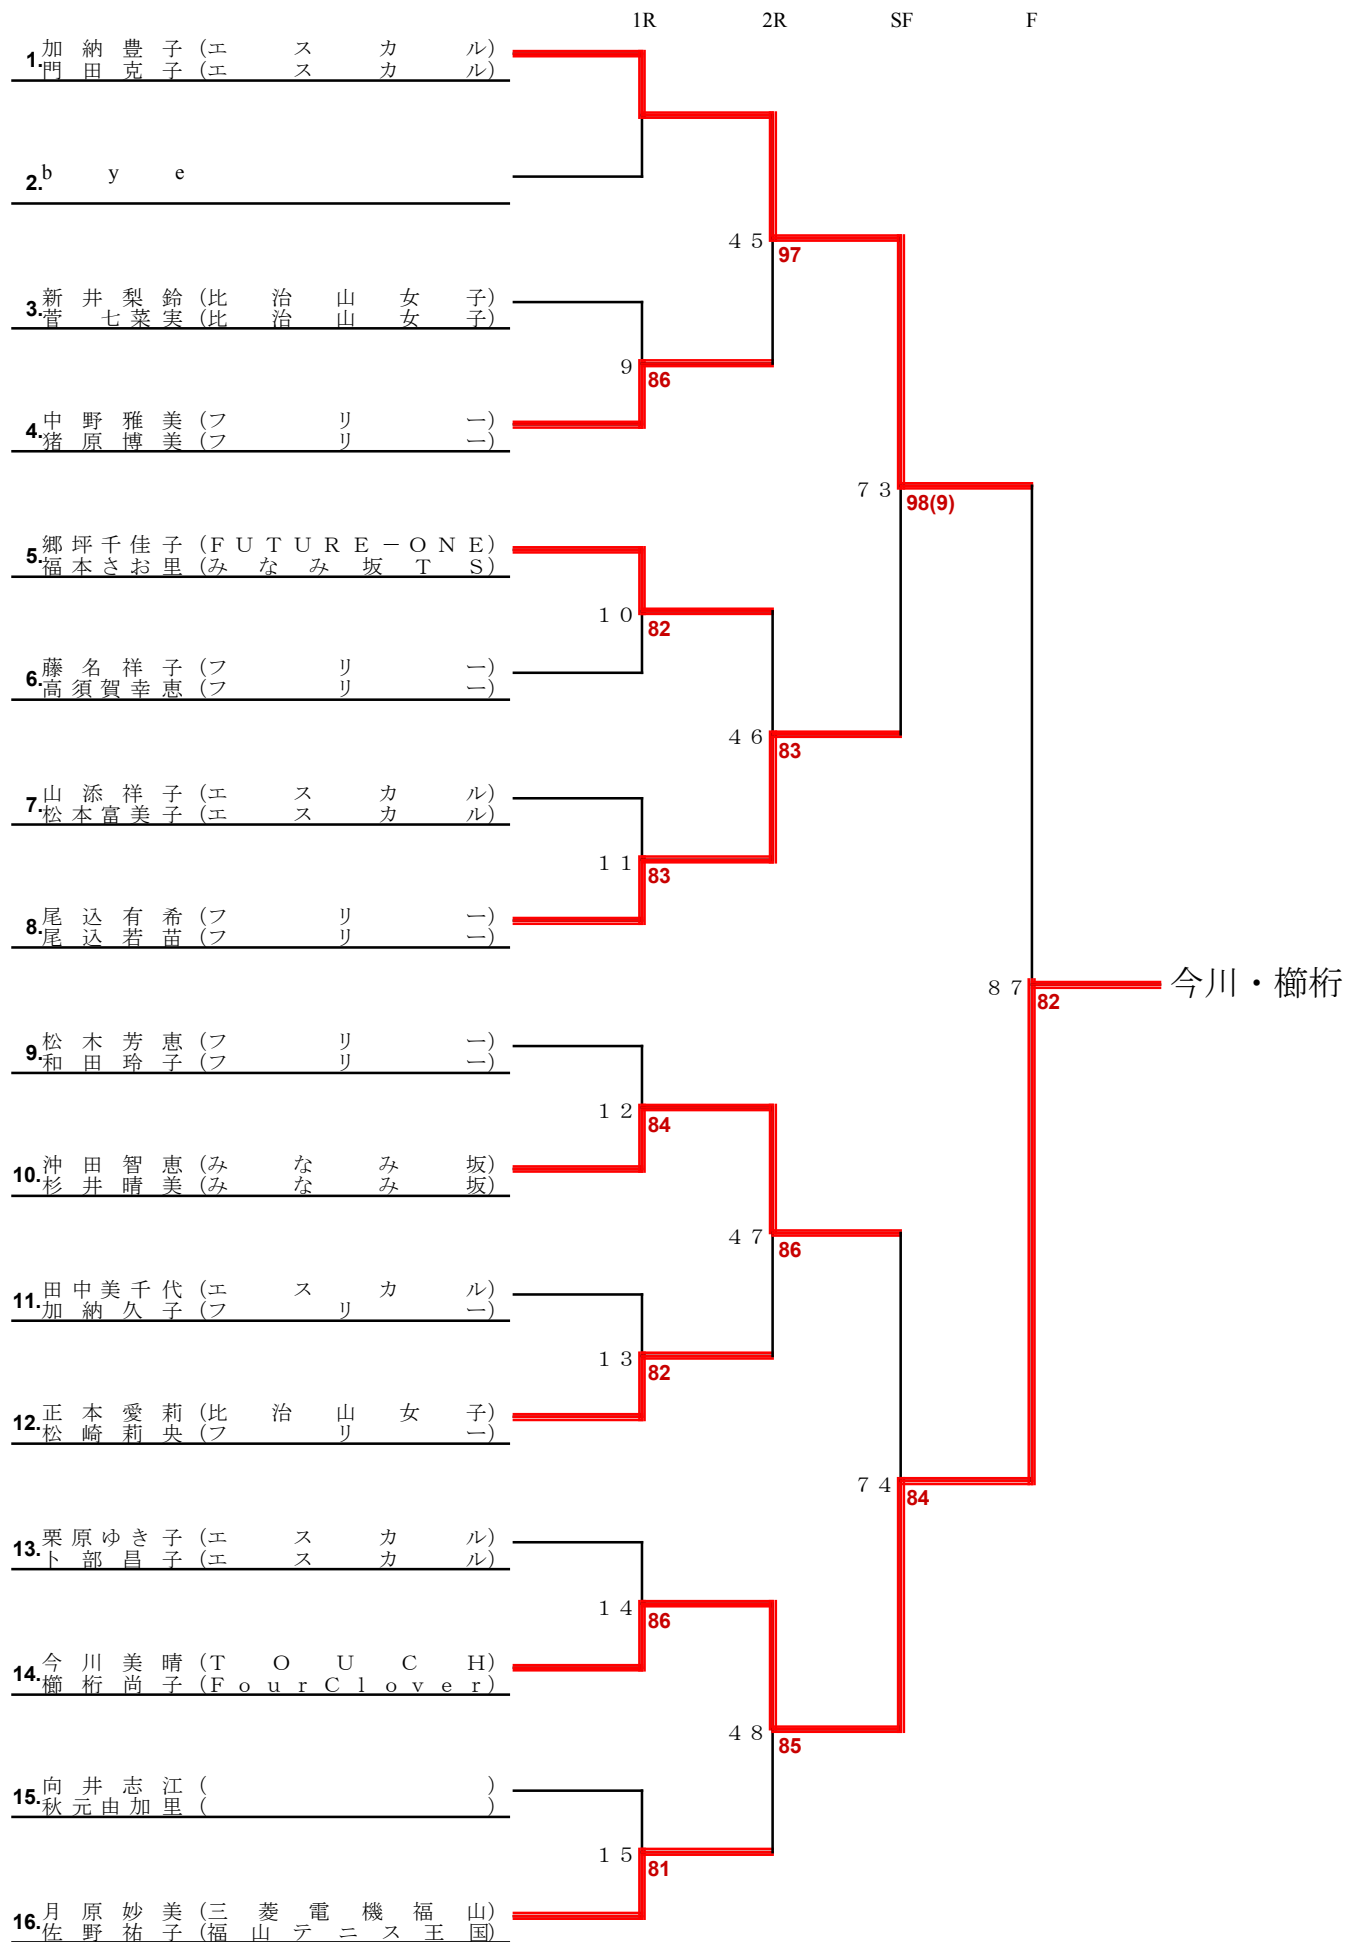 1R 2R SF F
1. 加納豊子(エスカル)
門田克子(エスカル)
2. bye
45
97
3. 新井梨鈴(比治山女子)
菅七菜実(比治山女子)
9
86
4. 中野雅美(フリー)
猪原博美(フリー)
73
98(9)
5. 郷坪千佳子(FUTURE-ONE)
福本さお里(みなみ坂TS)
10
82
6. 藤名祥子(フリー)
高須賀幸恵(フリー)
46
83
7. 山添祥子(エスカル)
松本富美子(エスカル)
11
83
8. 尾込有希(フリー)
尾込若苗(フリー)
87
82
今川・櫛桁
9. 松木芳恵(フリー)
和田玲子(フリー)
12
84
10. 沖田智恵(みなみ坂)
杉井晴美(みなみ坂)
47
86
11. 田中美千代(エスカル)
加納久子(フリー)
13
82
12. 正本愛莉(比治山女子)
松崎莉央(フリー)
74
84
13. 栗原ゆき子(エスカル)
卜部昌子(エスカル)
14
86
14. 今川美晴(TOUCH)
櫛桁尚子(FourClover)
48
85
15. 向井志江( )
秋元由加里( )
15
81
16. 月原妙美(三菱電機福山)
佐野祐子(福山テニス王国)